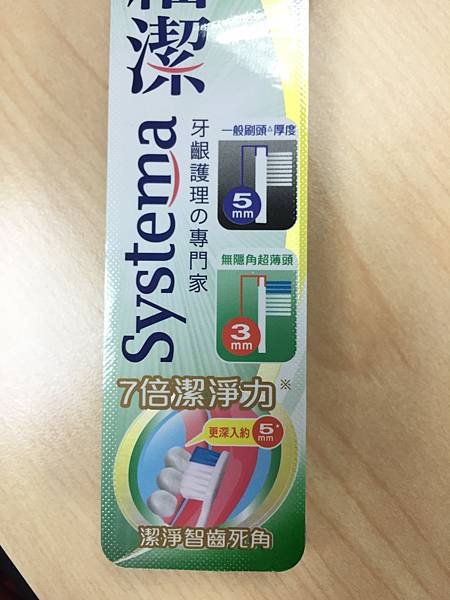 潔
Systema
牙齦護理の專門家
一般刷頭△厚度
5
mm
無隱角超薄頭
3
mm
7倍潔淨力※
更深入約
5*
mm
潔淨智齒死角